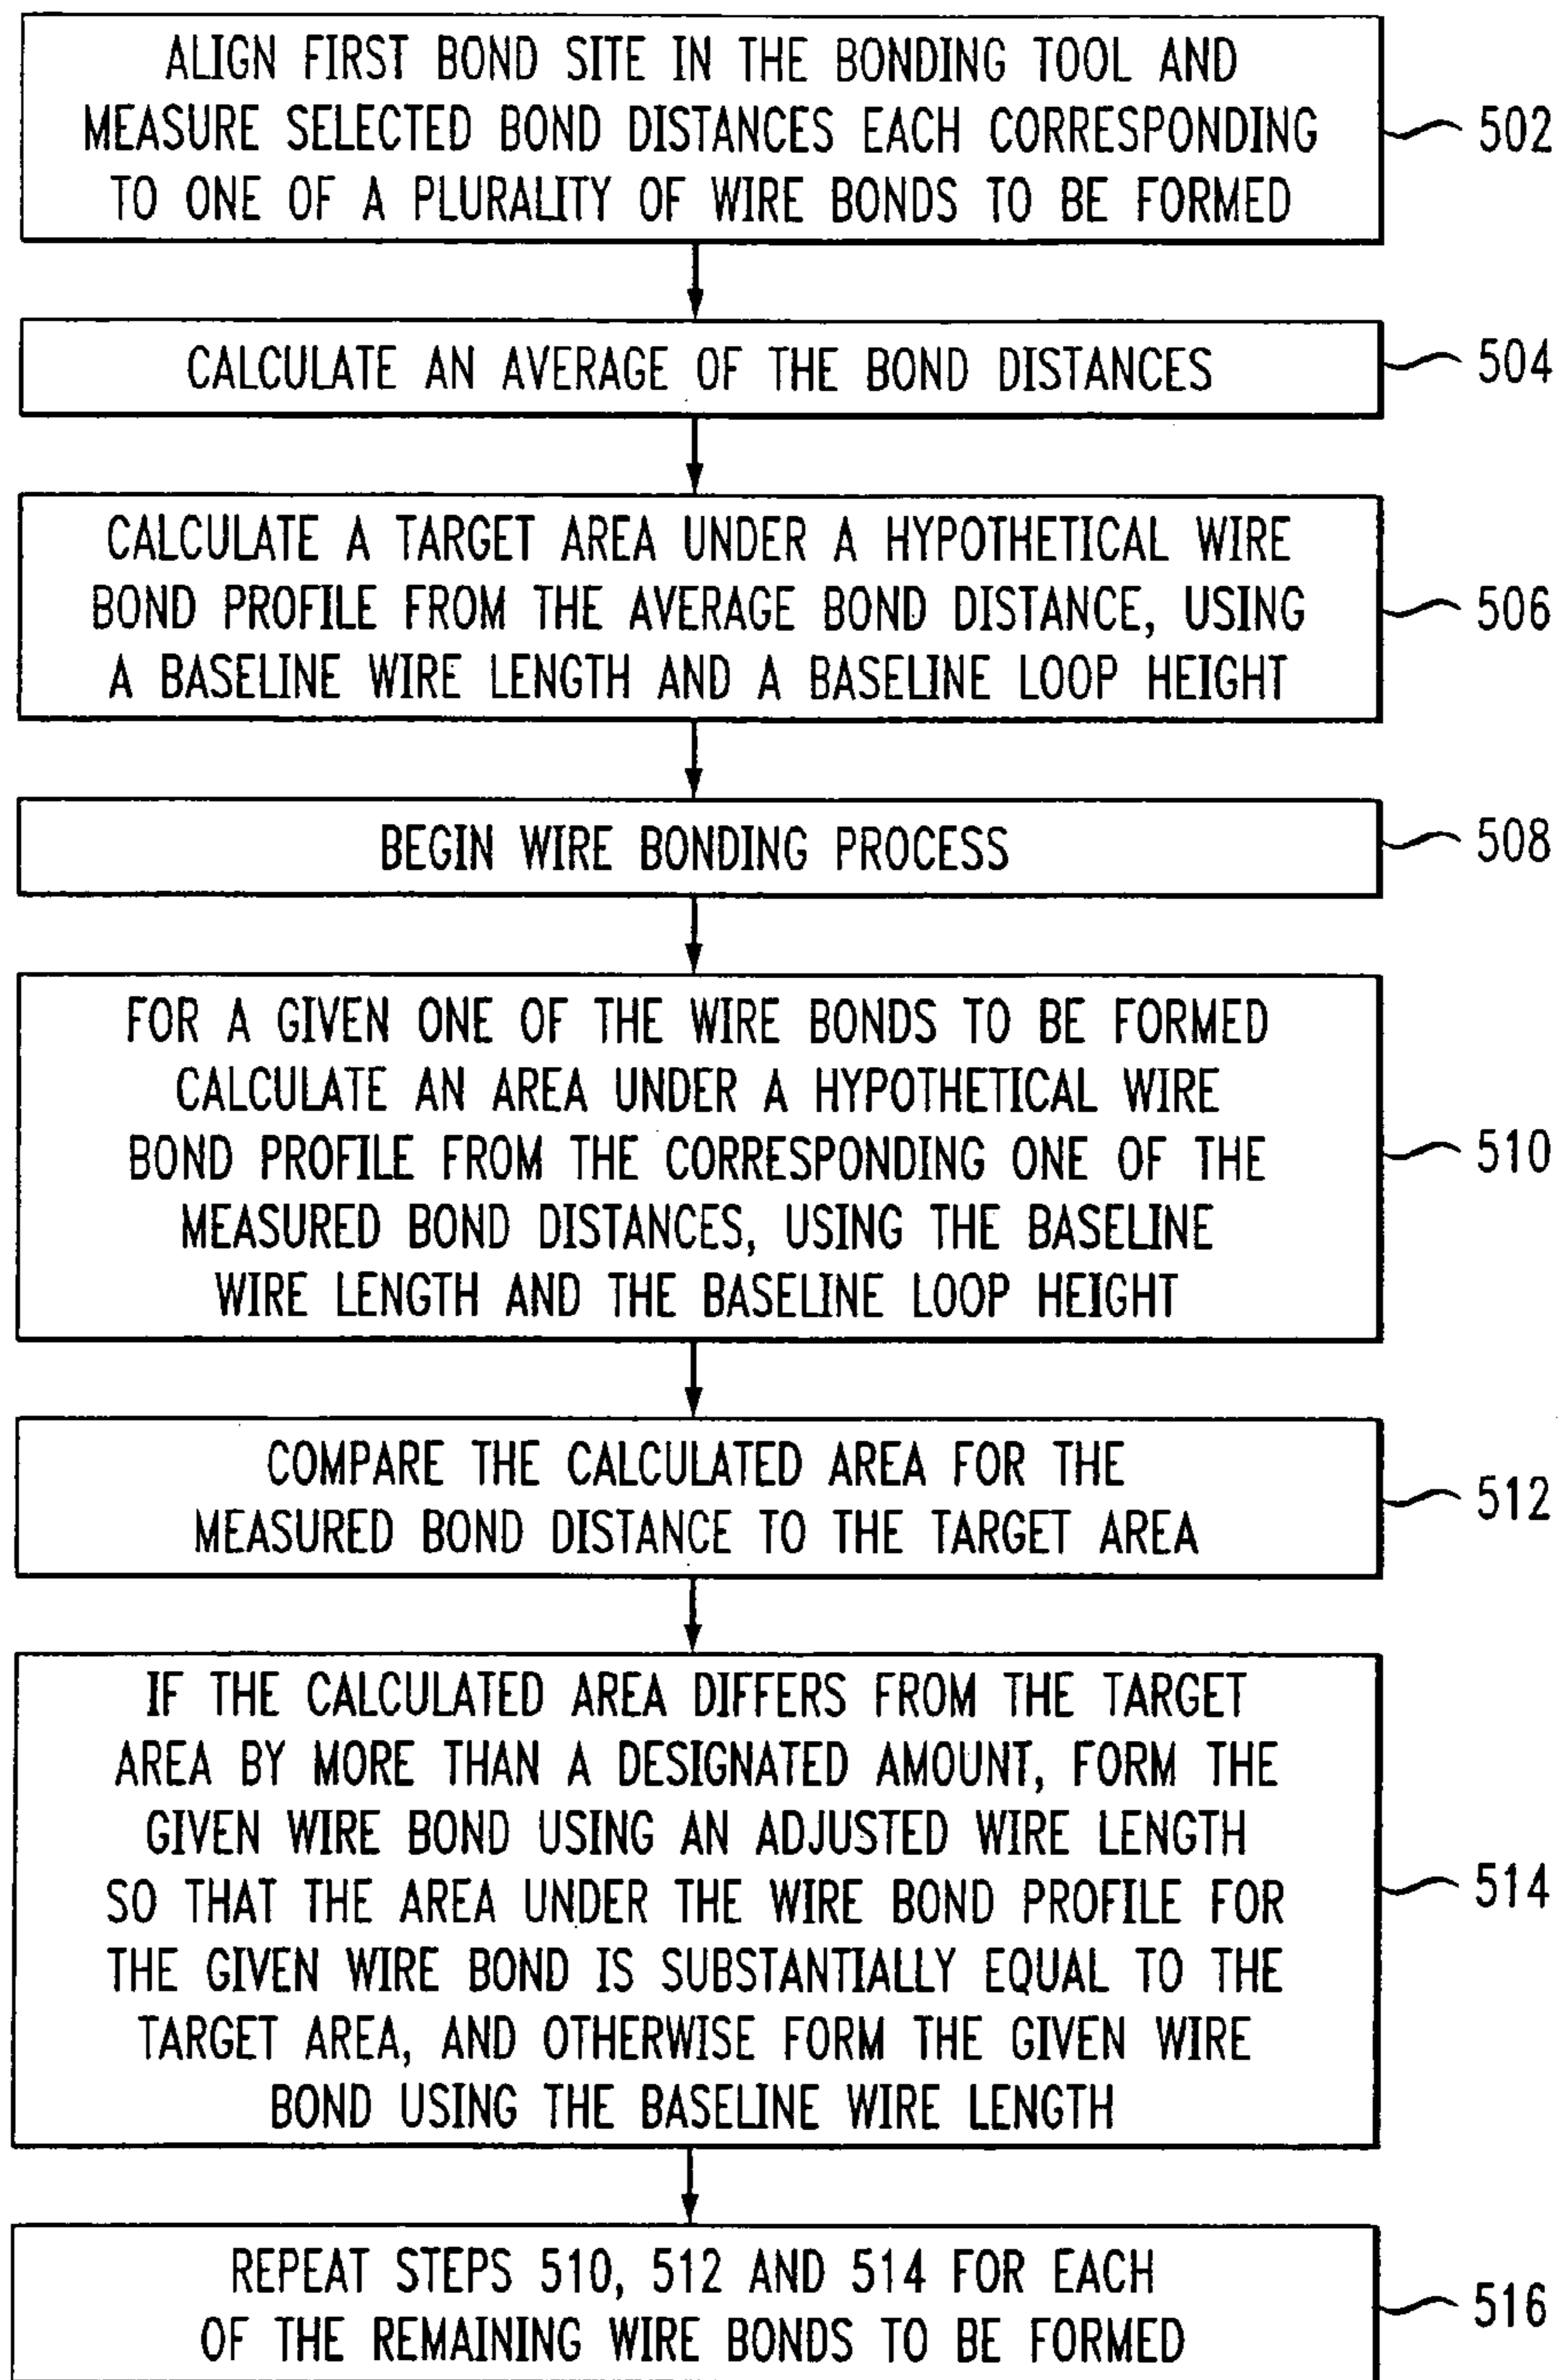 ALIGN FIRST BOND SITE IN THE BONDING TOOL AND
MEASURE SELECTED BOND DISTANCES EACH CORRESPONDING
TO ONE OF A PLURALITY OF WIRE BONDS TO BE FORMED
502
CALCULATE AN AVERAGE OF THE BOND DISTANCES
504
CALCULATE A TARGET AREA UNDER A HYPOTHETICAL WIRE
BOND PROFILE FROM THE AVERAGE BOND DISTANCE, USING
A BASELINE WIRE LENGTH AND A BASELINE LOOP HEIGHT
506
BEGIN WIRE BONDING PROCESS
508
FOR A GIVEN ONE OF THE WIRE BONDS TO BE FORMED
CALCULATE AN AREA UNDER A HYPOTHETICAL WIRE
BOND PROFILE FROM THE CORRESPONDING ONE OF THE
MEASURED BOND DISTANCES, USING THE BASELINE
WIRE LENGTH AND THE BASELINE LOOP HEIGHT
510
COMPARE THE CALCULATED AREA FOR THE
MEASURED BOND DISTANCE TO THE TARGET AREA
512
IF THE CALCULATED AREA DIFFERS FROM THE TARGET
AREA BY MORE THAN A DESIGNATED AMOUNT, FORM THE
GIVEN WIRE BOND USING AN ADJUSTED WIRE LENGTH
SO THAT THE AREA UNDER THE WIRE BOND PROFILE FOR
THE GIVEN WIRE BOND IS SUBSTANTIALLY EQUAL TO THE
TARGET AREA, AND OTHERWISE FORM THE GIVEN WIRE
BOND USING THE BASELINE WIRE LENGTH
514
REPEAT STEPS 510, 512 AND 514 FOR EACH
OF THE REMAINING WIRE BONDS TO BE FORMED
516